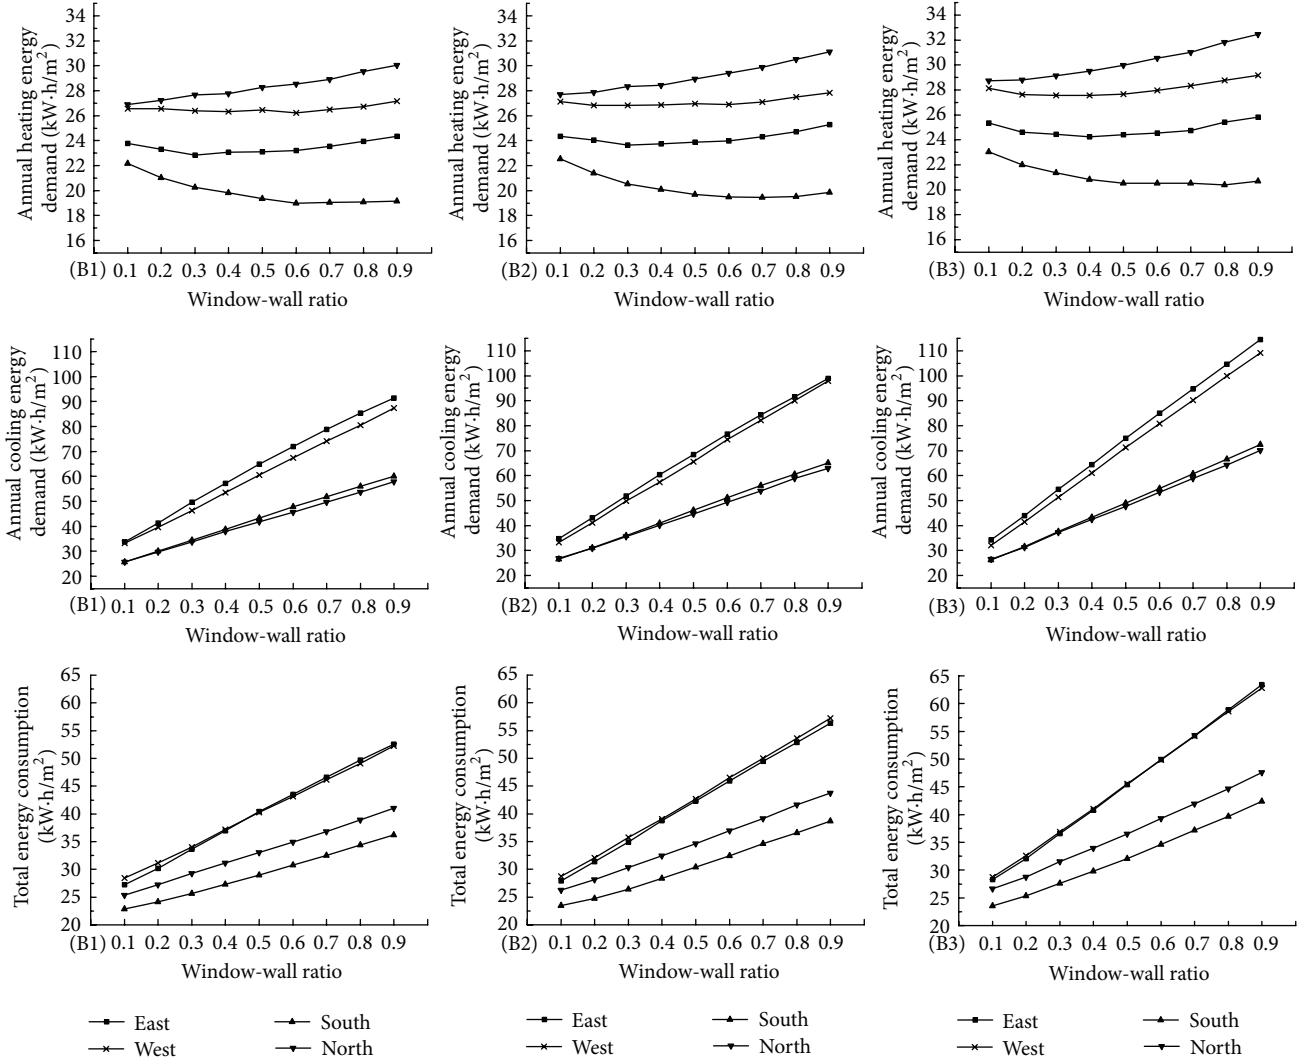 Annual heating energy
demand (kW·h/m²)
34
32
30
28
26
24
22
20
18
16
(B1) 0.1 0.2 0.3 0.4 0.5 0.6 0.7 0.8 0.9
Window-wall ratio
Annual heating energy
demand (kW·h/m²)
34
32
30
28
26
24
22
20
18
16
(B2) 0.1 0.2 0.3 0.4 0.5 0.6 0.7 0.8 0.9
Window-wall ratio
Annual heating energy
demand (kW·h/m²)
34
32
30
28
26
24
22
20
18
16
(B3) 0.1 0.2 0.3 0.4 0.5 0.6 0.7 0.8 0.9
Window-wall ratio
Annual cooling energy
demand (kW·h/m²)
110
100
90
80
70
60
50
40
30
20
(B1) 0.1 0.2 0.3 0.4 0.5 0.6 0.7 0.8 0.9
Window-wall ratio
Annual cooling energy
demand (kW·h/m²)
110
100
90
80
70
60
50
40
30
20
(B2) 0.1 0.2 0.3 0.4 0.5 0.6 0.7 0.8 0.9
Window-wall ratio
Annual cooling energy
demand (kW·h/m²)
110
100
90
80
70
60
50
40
30
20
(B3) 0.1 0.2 0.3 0.4 0.5 0.6 0.7 0.8 0.9
Window-wall ratio
Total energy consumption
(kW·h/m²)
65
60
55
50
45
40
35
30
25
20
(B1) 0.1 0.2 0.3 0.4 0.5 0.6 0.7 0.8 0.9
Window-wall ratio
East
West
South
North
Total energy consumption
(kW·h/m²)
65
60
55
50
45
40
35
30
25
20
(B2) 0.1 0.2 0.3 0.4 0.5 0.6 0.7 0.8 0.9
Window-wall ratio
East
West
South
North
Total energy consumption
(kW·h/m²)
65
60
55
50
45
40
35
30
25
20
(B3) 0.1 0.2 0.3 0.4 0.5 0.6 0.7 0.8 0.9
Window-wall ratio
East
West
South
North